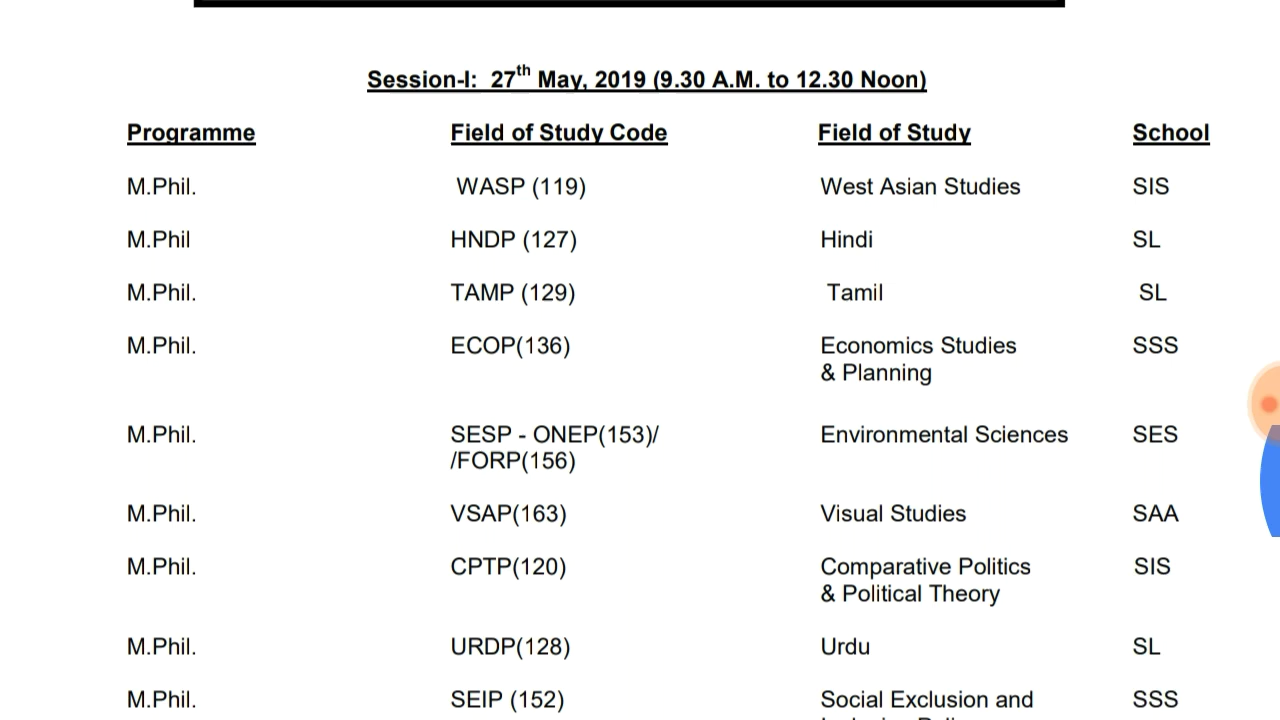 Session-I: 27th May, 2019 (9.30 A.M. to 12.30 Noon)
Programme Field of Study Code Field of Study School
M.Phil. WASP (119) West Asian Studies SIS
M.Phil HNDP (127) Hindi SL
M.Phil. TAMP (129) Tamil SL
M.Phil. ECOP(136) Economics Studies SSS
& Planning
M.Phil. SESP - ONEP(153)/ Environmental Sciences SES
/FORP(156)
M.Phil. VSAP(163) Visual Studies SAA
M.Phil. CPTP(120) Comparative Politics SIS
& Political Theory
M.Phil. URDP(128) Urdu SL
M.Phil. SEIP (152) Social Exclusion and SSS